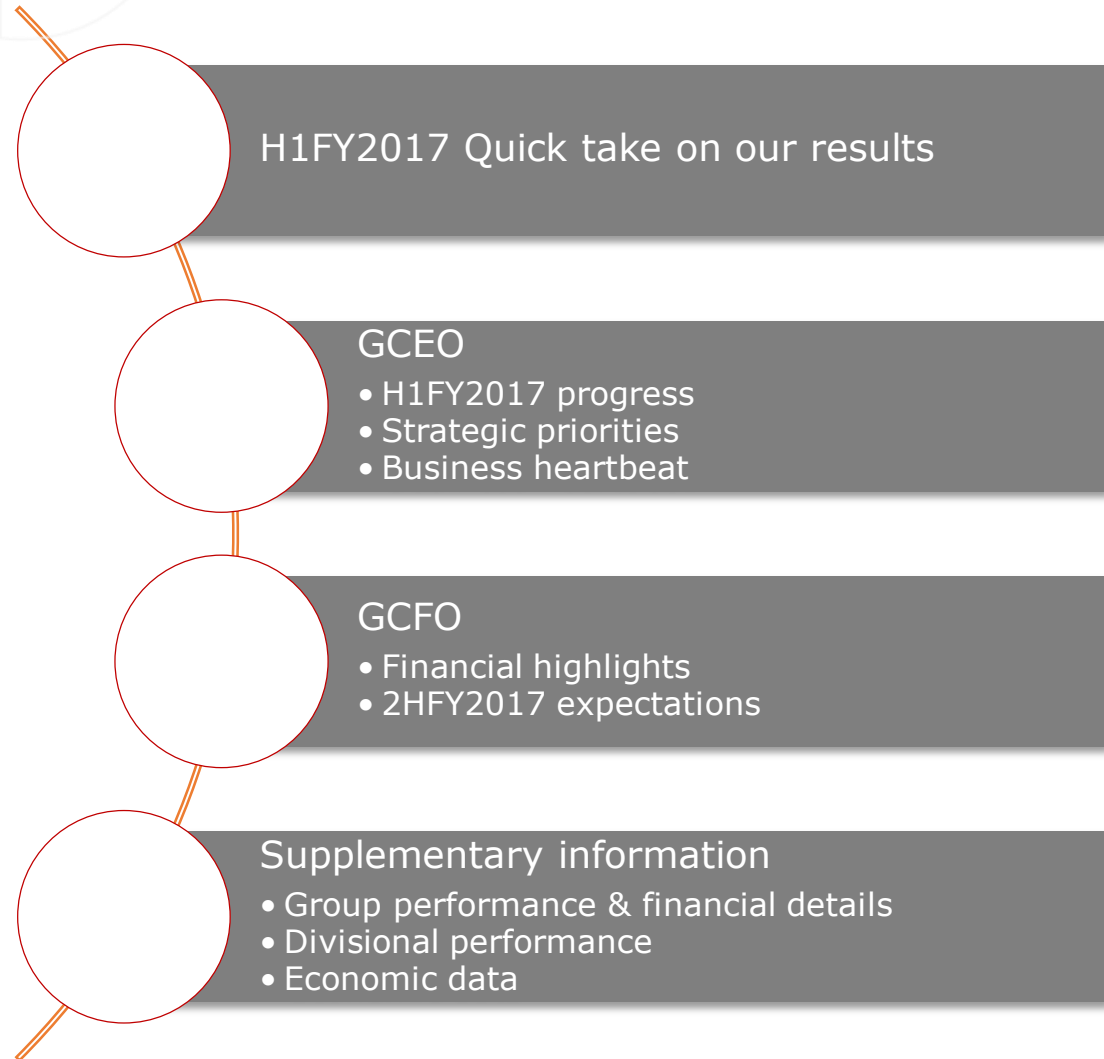 H1FY2017 Quick take on our results
GCEO
• H1FY2017 progress
• Strategic priorities
• Business heartbeat
GCFO
• Financial highlights
• 2HFY2017 expectations
Supplementary information
• Group performance & financial details
• Divisional performance
• Economic data